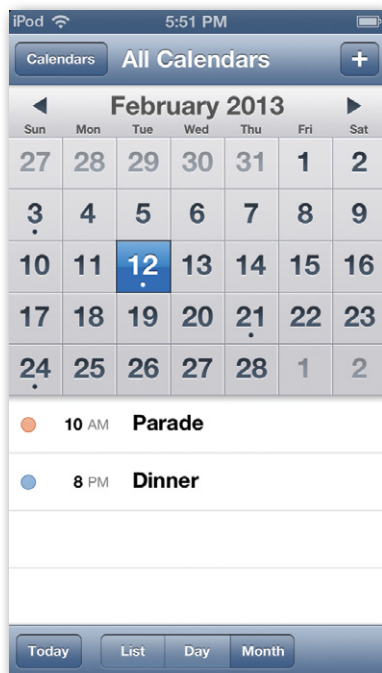 iPod 5:51 PM
Calendars All Calendars +
February 2013
Sun Mon Tue Wed Thu Fri Sat
27 28 29 30 31 1 2
3 4 5 6 7 8 9
10 11 12 13 14 15 16
17 18 19 20 21 22 23
24 25 26 27 28 1 2
10 AM Parade
8 PM Dinner
Today List Day Month